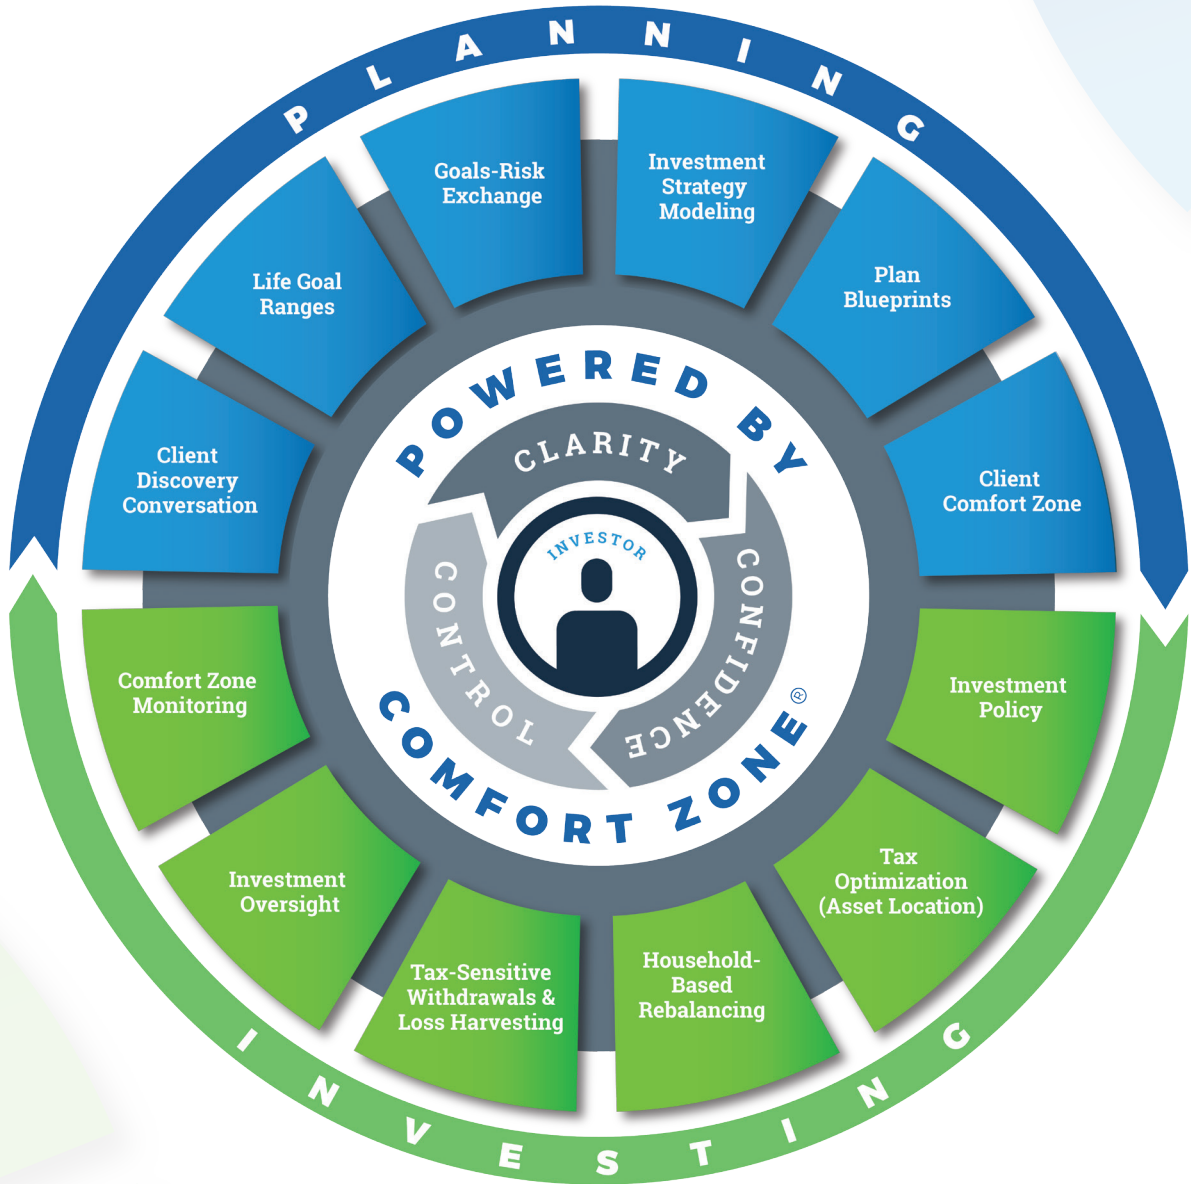 PLANNING
Goals-Risk
Exchange
Investment
Strategy
Modeling
Life Goal
Ranges
Plan
Blueprints
Client
Discovery
Conversation
Client
Comfort Zone
POWERED BY
CLARITY
INVESTOR
CONTROL
CONFIDENCE
COMFORT ZONE®
Comfort Zone
Monitoring
Investment
Policy
Investment
Oversight
Tax
Optimization
(Asset Location)
Tax-Sensitive
Withdrawals &
Loss Harvesting
Household-
Based
Rebalancing
INVESTING